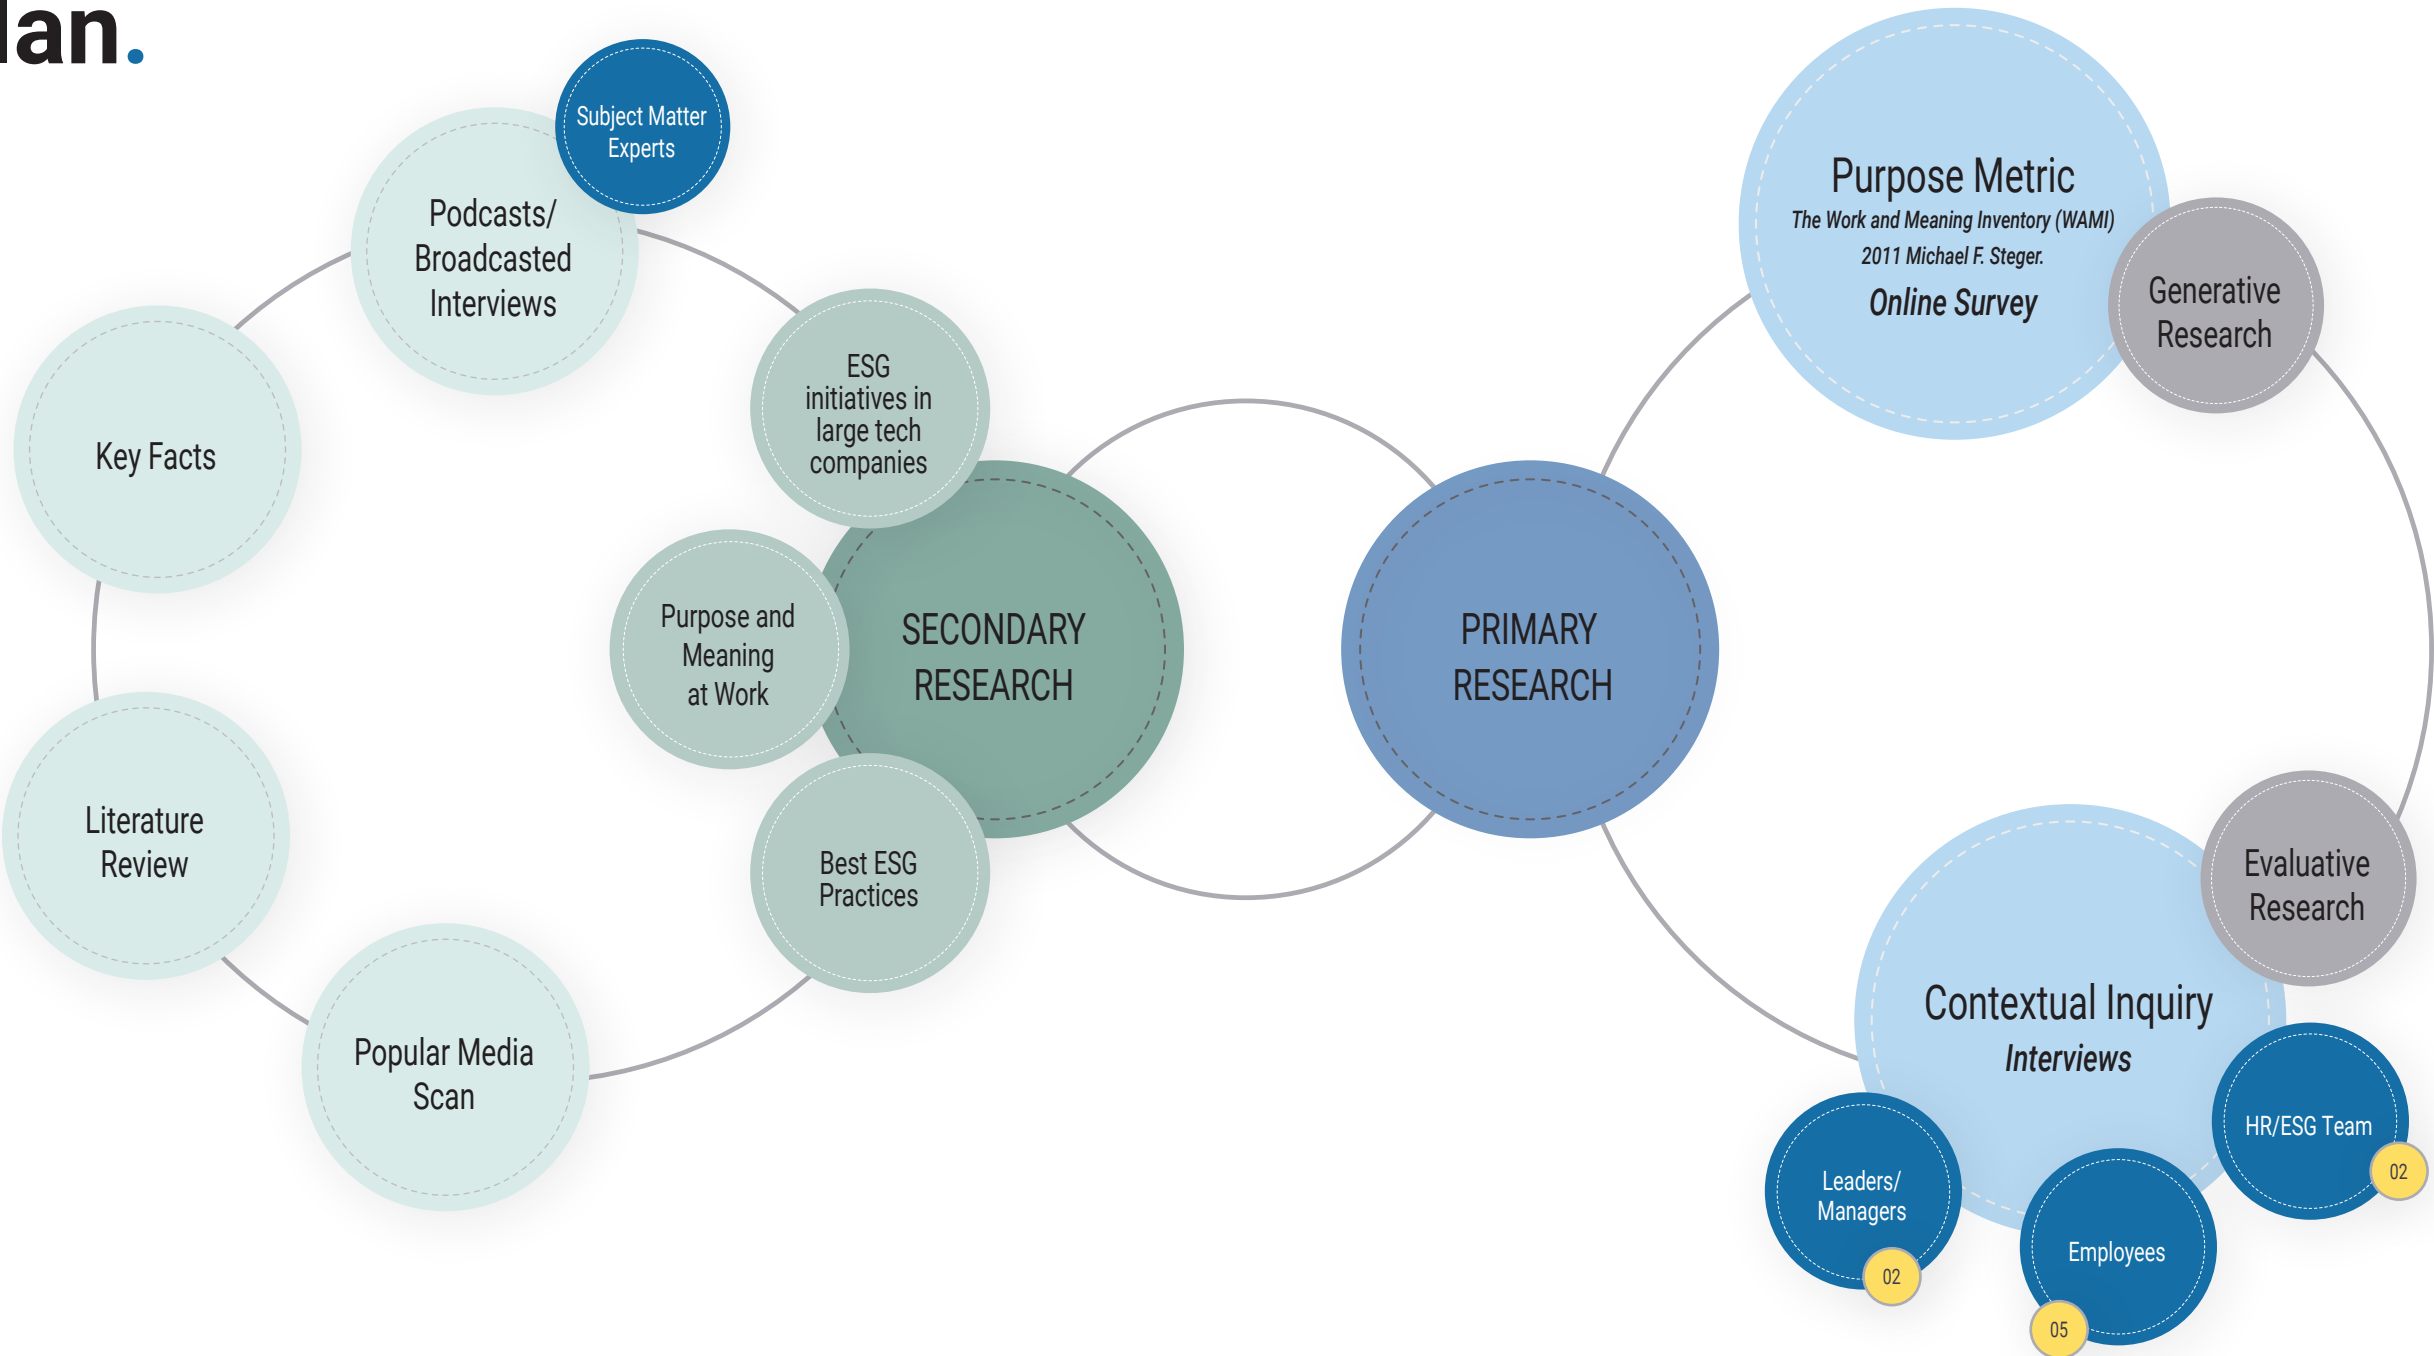 lan.
Subject Matter
Experts
Podcasts/
Broadcasted
Interviews
Key Facts
Literature
Review
Popular Media
Scan
ESG
initiatives in
large tech
companies
Purpose and
Meaning
at Work
Best ESG
Practices
SECONDARY
RESEARCH
PRIMARY
RESEARCH
Purpose Metric
The Work and Meaning Inventory (WAMI)
2011 Michael F. Steger.
Online Survey
Generative
Research
Evaluative
Research
Contextual Inquiry
Interviews
HR/ESG Team
02
Leaders/
Managers
02
Employees
05